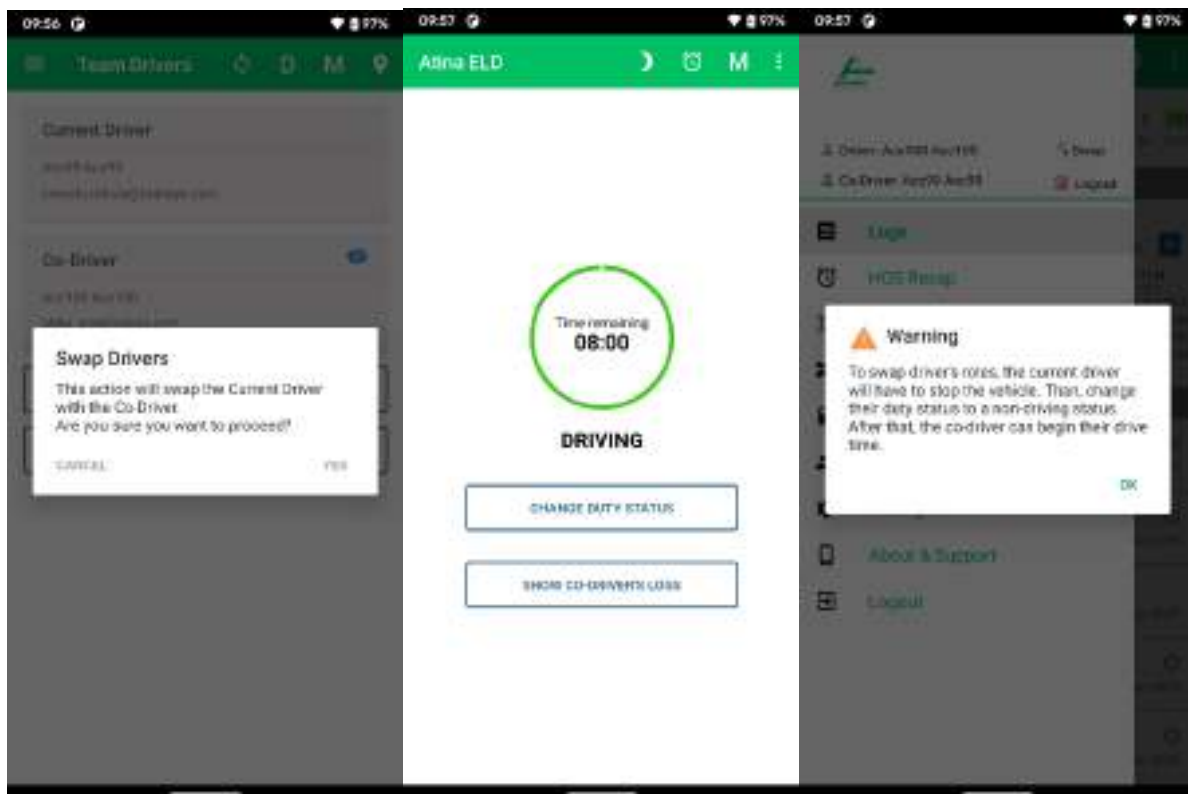 09:56
97%
Team Drivers
D
M
Current Driver
Co-Driver
Swap Drivers
This action will swap the Current Driver
with the Co-Driver
Are you sure you want to proceed?
CANCEL
YES
09:57
97%
Atina ELD
M
Time remaining
08:00
DRIVING
CHANGE DUTY STATUS
SHOW CO-DRIVER'S LOGS
09:57
97%
Swap
Logout
Logs
HOS Recap
Warning
To swap driver's roles, the current driver
will have to stop the vehicle. Than, change
their duty status to a non-driving status.
After that, the co-driver can begin their drive
time.
OK
About & Support
Logout